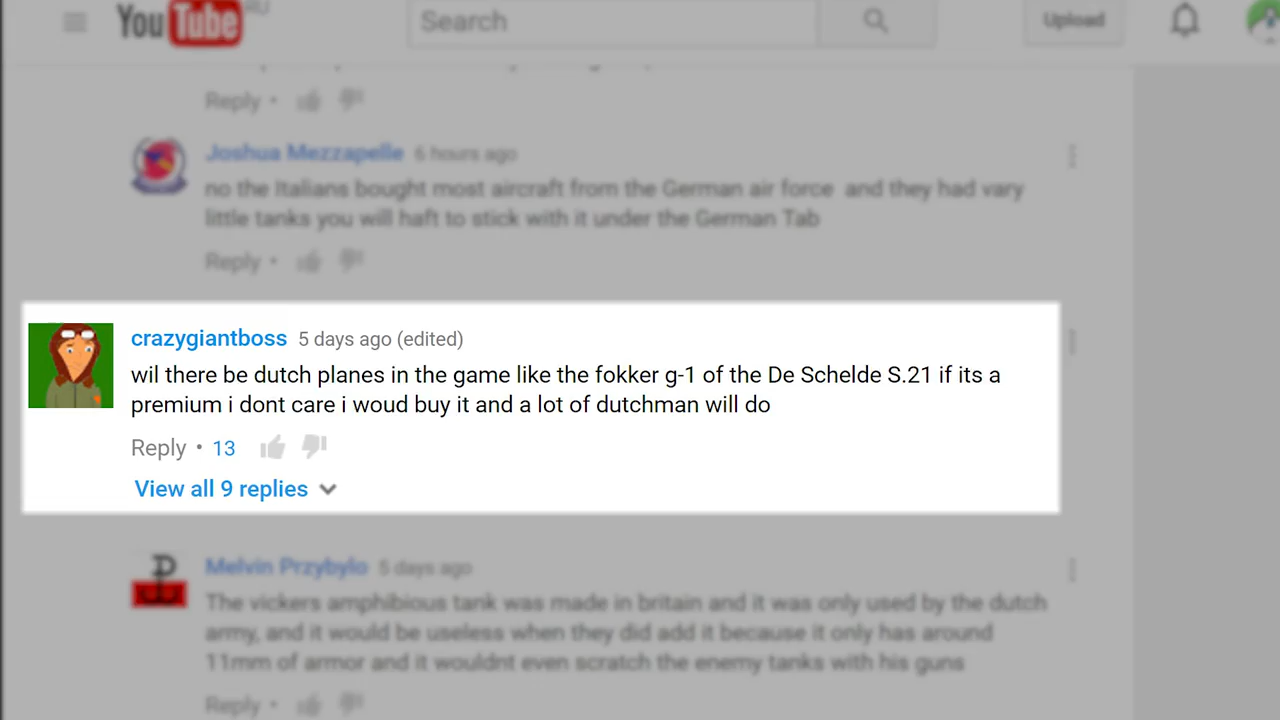 YouTube RU
Search
Upload
Reply •
Joshua Mezzapelle 6 hours ago
no the Italians bought most aircraft from the German air force and they had vary
little tanks you will haft to stick with it under the German Tab
Reply •
crazygiantboss 5 days ago (edited)
wil there be dutch planes in the game like the fokker g-1 of the De Schelde S.21 if its a
premium i dont care i woud buy it and a lot of dutchman will do
Reply • 13
View all 9 replies
Melvin Przybylo 5 days ago
The vickers amphibious tank was made in britain and it was only used by the dutch
army, and it would be useless when they did add it because it only has around
11mm of armor and it wouldnt even scratch the enemy tanks with his guns
Reply •